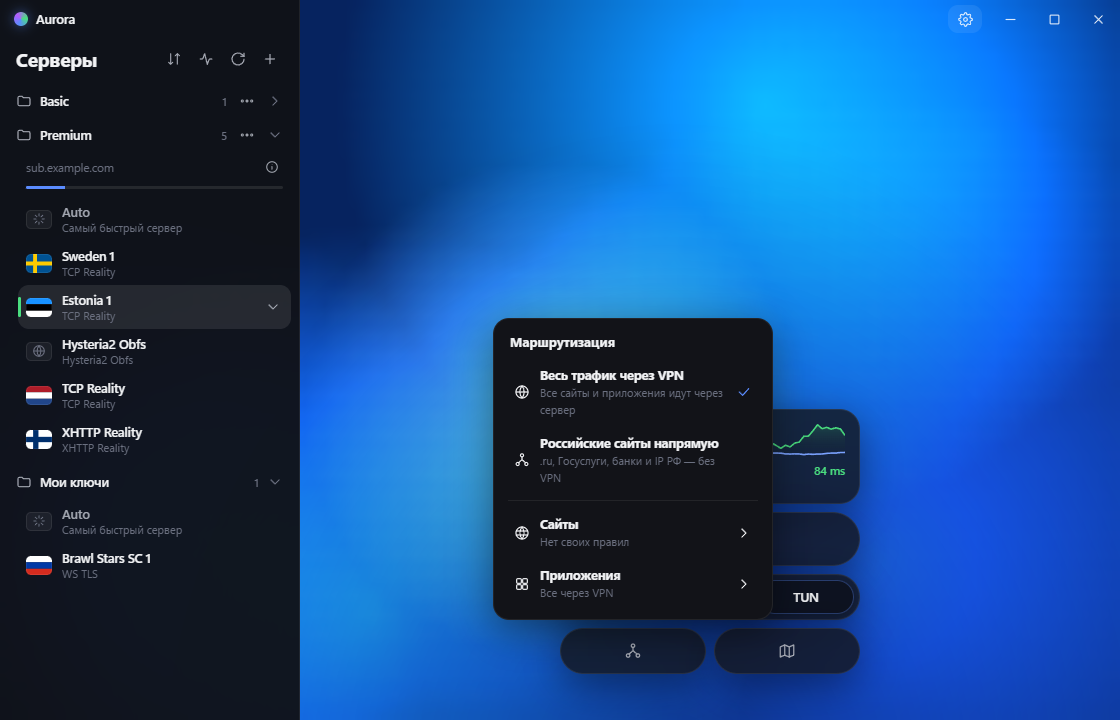 Aurora
Серверы
Basic
1
Premium
5
sub.example.com
Auto
Самый быстрый сервер
Sweden 1
TCP Reality
Estonia 1
TCP Reality
Hysteria2 Obfs
Hysteria2 Obfs
TCP Reality
TCP Reality
XHTTP Reality
XHTTP Reality
Мои ключи
1
Auto
Самый быстрый сервер
Brawl Stars SC 1
WS TLS
Маршрутизация
Весь трафик через VPN
Все сайты и приложения идут через
сервер
Российские сайты напрямую
.ru, Госуслуги, банки и IP РФ — без
VPN
Сайты
Нет своих правил
Приложения
Все через VPN
84 ms
TUN